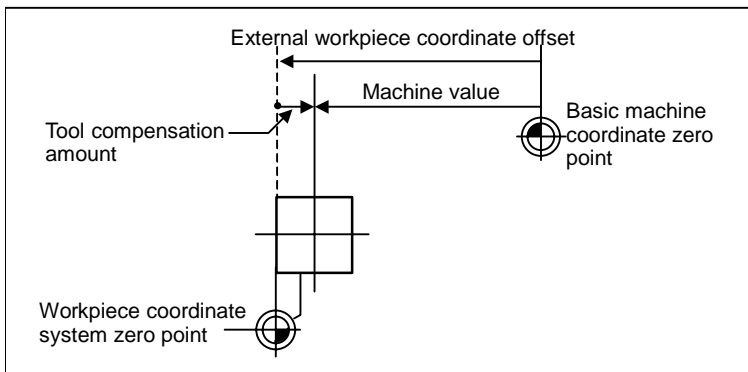 External workpiece coordinate offset
Machine value
Tool compensation
amount
Basic machine
coordinate zero
point
Workpiece coordinate
system zero point